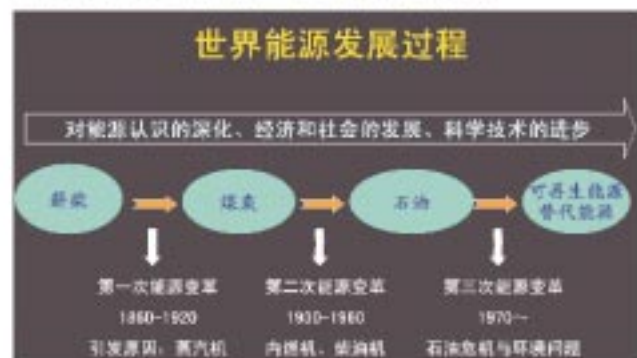 世界能源发展过程
对能源认识的深化、经济和社会的发展、科学技术的进步
薪柴
煤炭
石油
可再生能源
替代能源
第一次能源变革
第二次能源变革
第三次能源变革
1860-1920
1900-1980
1970~
引发原因：蒸汽机
内燃机、柴油机
石油危机与环境问题